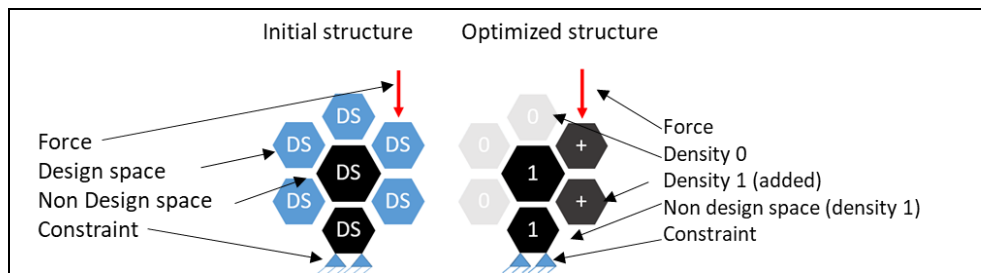 Initial structure
Optimized structure
DS
DS
DS
DS
DS
DS
DS
Force
Design space
Non Design space
Constraint
0
0
+
1
0
+
1
Force
Density 0
Density 1 (added)
Non design space (density 1)
Constraint